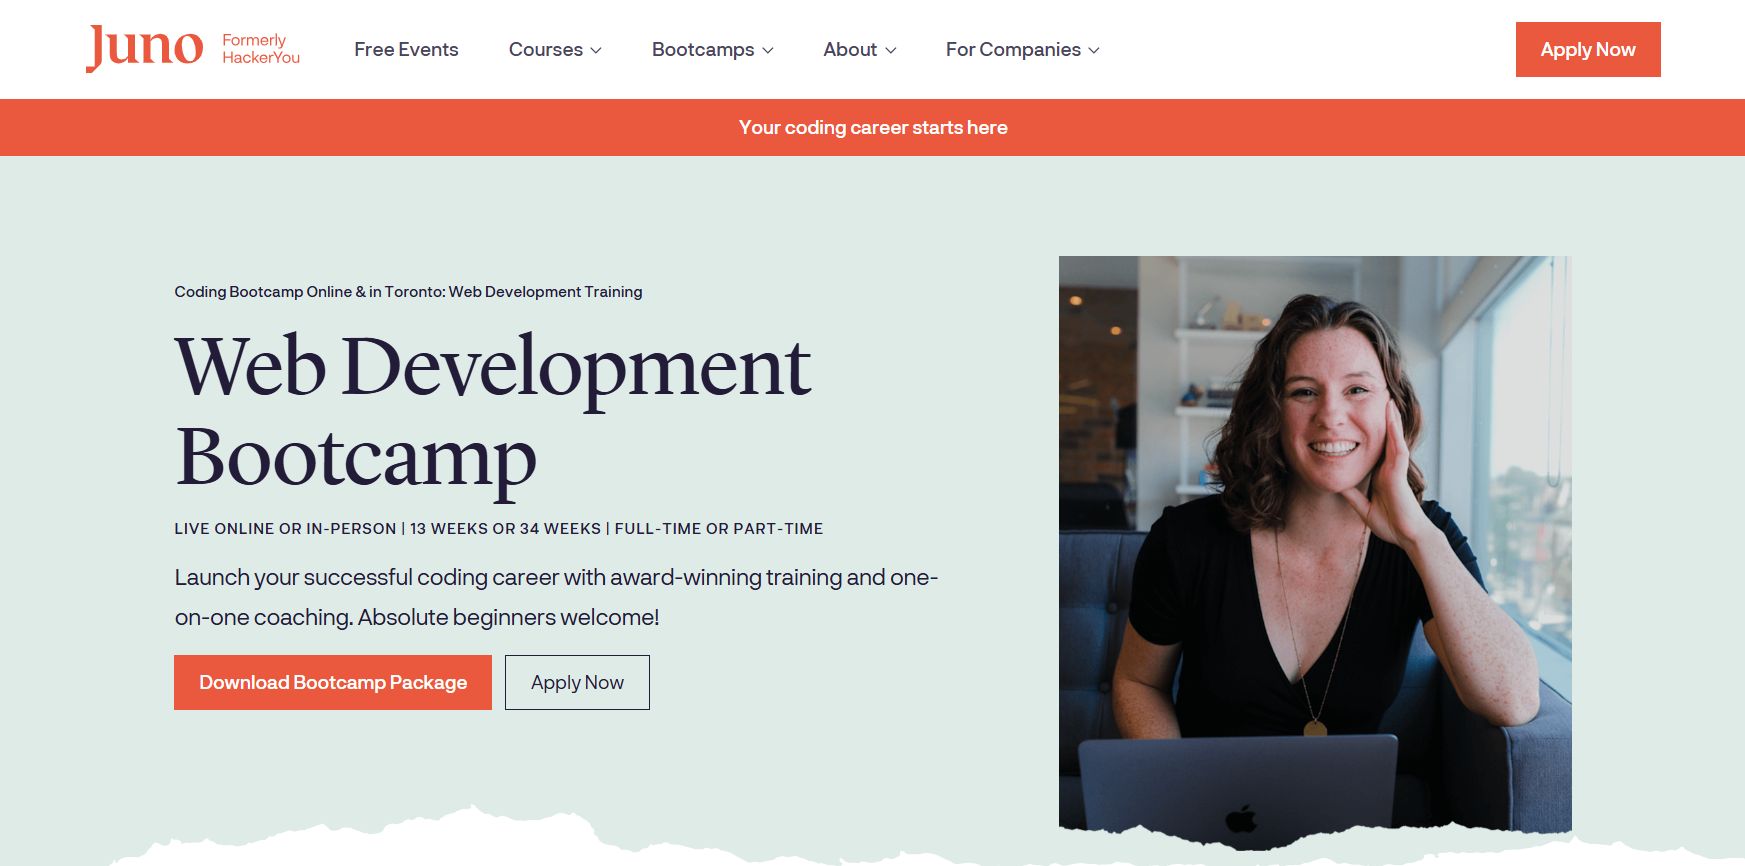 Juno
Formerly
HackerYou
Free Events
Courses
Bootcamps
About
For Companies
Apply Now
Your coding career starts here
Coding Bootcamp Online & in Toronto: Web Development Training
Web Development
Bootcamp
LIVE ONLINE OR IN-PERSON | 13 WEEKS OR 34 WEEKS | FULL-TIME OR PART-TIME
Launch your successful coding career with award-winning training and one-
on-one coaching. Absolute beginners welcome!
Download Bootcamp Package
Apply Now